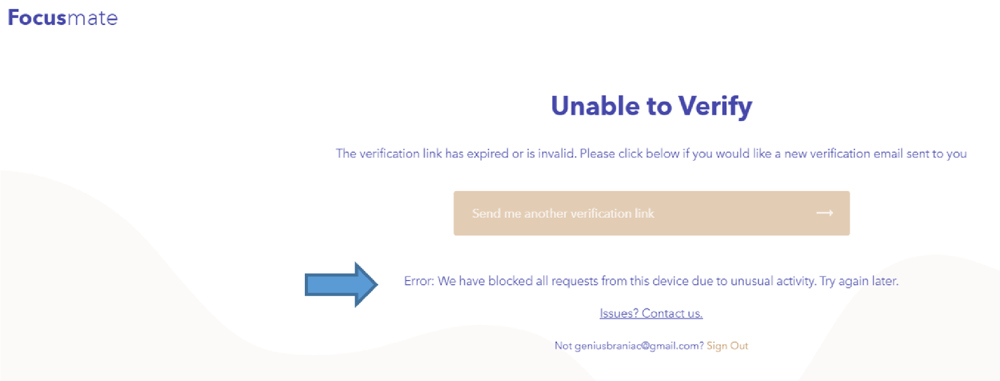 Focusmate
Unable to Verify
The verification link has expired or is invalid. Please click below if you would like a new verification email sent to you
Send me another verification link
Error: We have blocked all requests from this device due to unusual activity. Try again later.
Issues? Contact us.
Not geniusbraniac@gmail.com? Sign Out